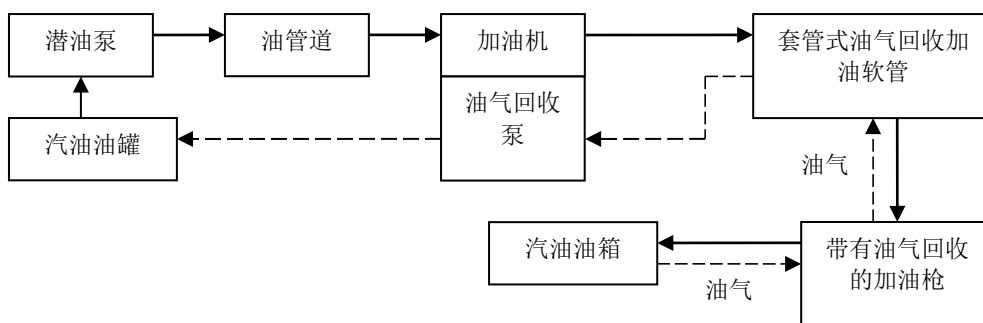 潜油泵
油管道
加油机
套管式油气回收加
油软管
油气回收
泵
汽油油罐
油气
汽油油箱
带有油气回收
的加油枪
油气